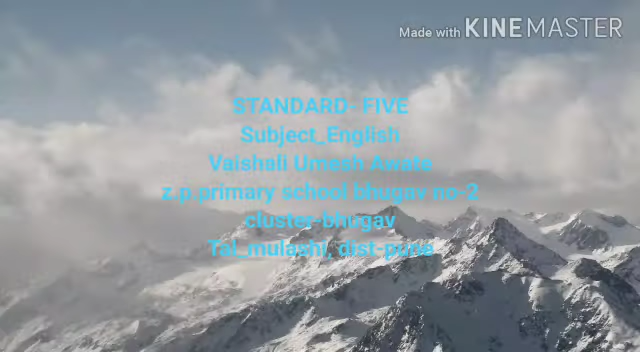 Made with KINEMASTER
STANDARD- FIVE
Subject_English
Vaishali Umesh Awate
z.p.primary school bhugav no-2
cluster-bhugav
Tal_mulashi, dist-pune